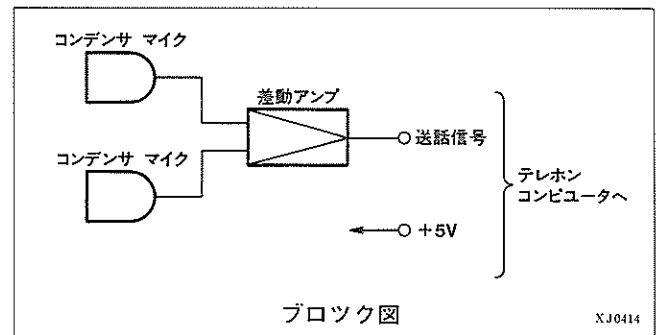 コンデンサ マイク
差動アンプ
送話信号
コンデンサ マイク
テレホン
コンピユータへ
+5V
ブロツク図
XJ0414